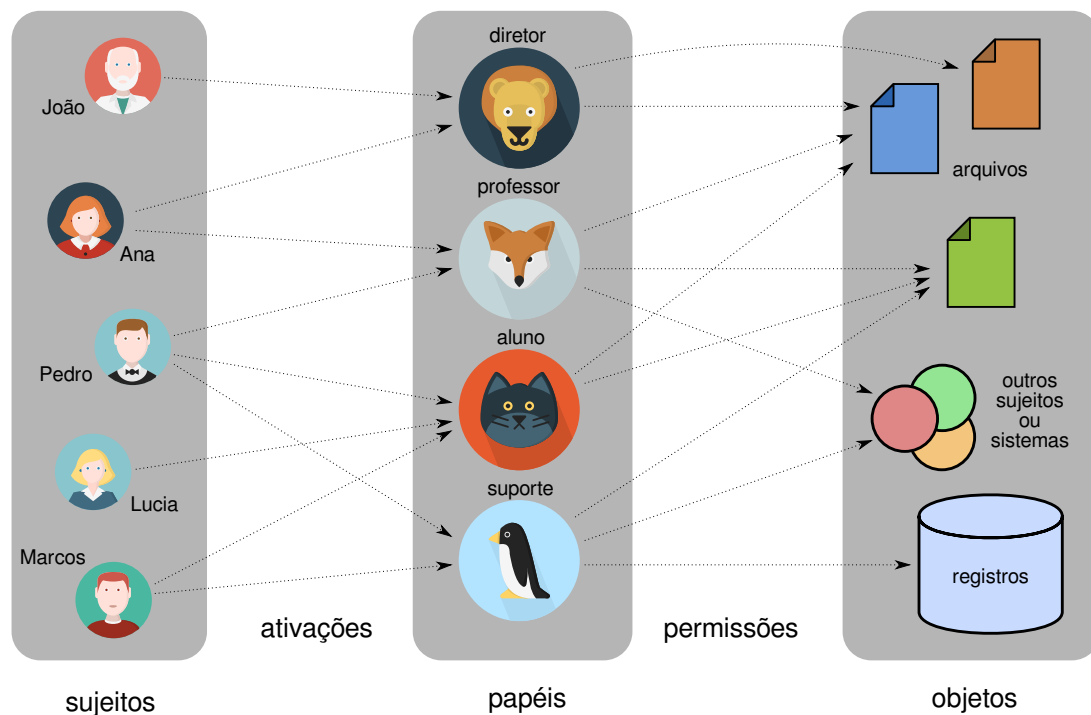 diretor
João
arquivos
professor
Ana
aluno
Pedro
outros
sujeitos
ou
sistemas
suporte
Lucia
Marcos
registros
ativações
permissões
sujeitos
papéis
objetos